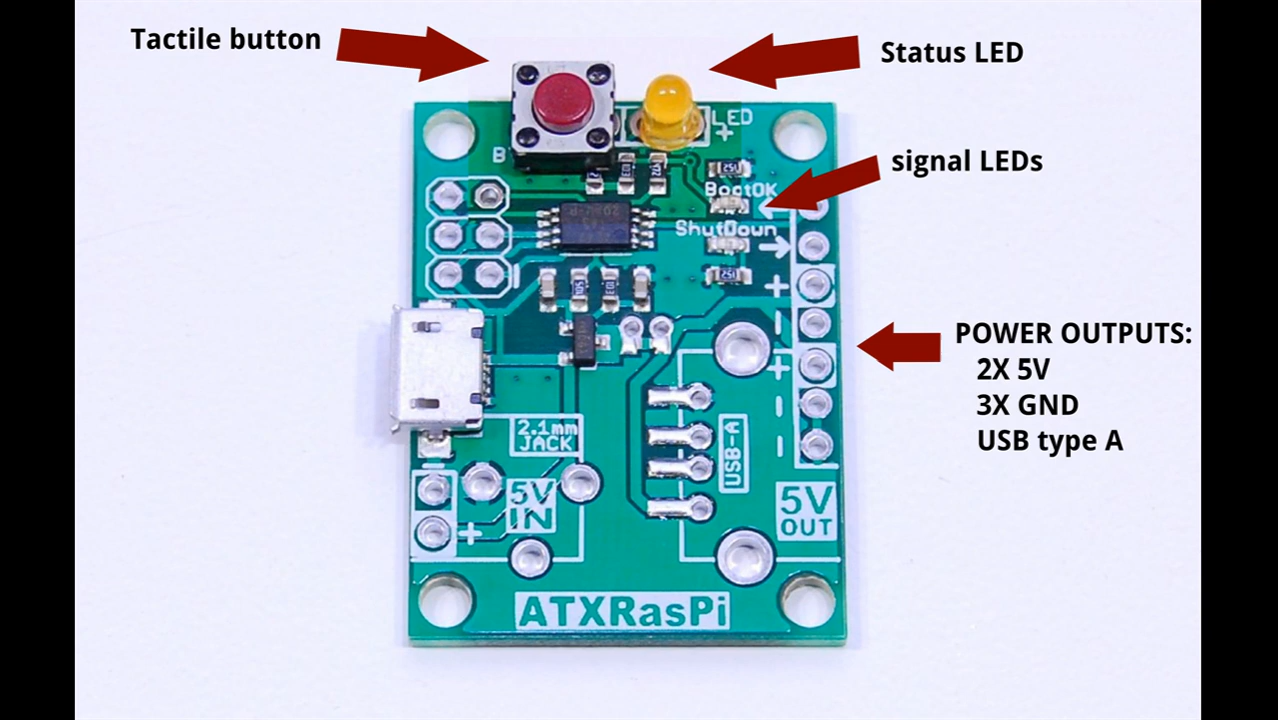 Tactile button
Status LED
LED
+
B
signal LEDs
BootOK
ShutDown
+
-
+
-
-
POWER OUTPUTS:
2X 5V
3X GND
USB type A
2.1mm
JACK
USB-A
5V
IN
+
5V
OUT
ATXRasPi